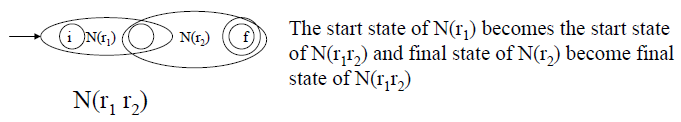 i N(r₁) N(r₂) f
N(r₁ r₂)
The start state of N(r₁) becomes the start state
of N(r₁r₂) and final state of N(r₂) become final
state of N(r₁r₂)